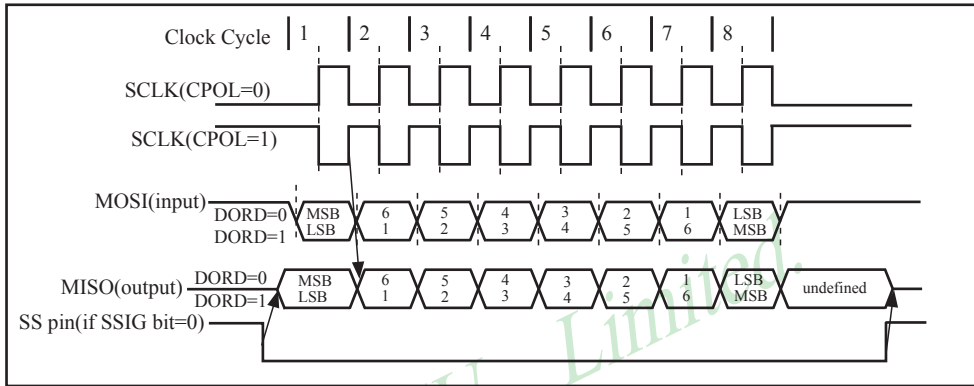 Clock Cycle 1 2 3 4 5 6 7 8
SCLK(CPOL=0)
SCLK(CPOL=1)
MOSI(input) DORD=0 MSB 6 5 4 3 2 1 LSB
DORD=1 LSB 1 2 3 4 5 6 MSB
MISO(output) DORD=0 MSB 6 5 4 3 2 1 LSB undefined
DORD=1 LSB 1 2 3 4 5 6 MSB
SS pin(if SSIG bit=0)
Limited.